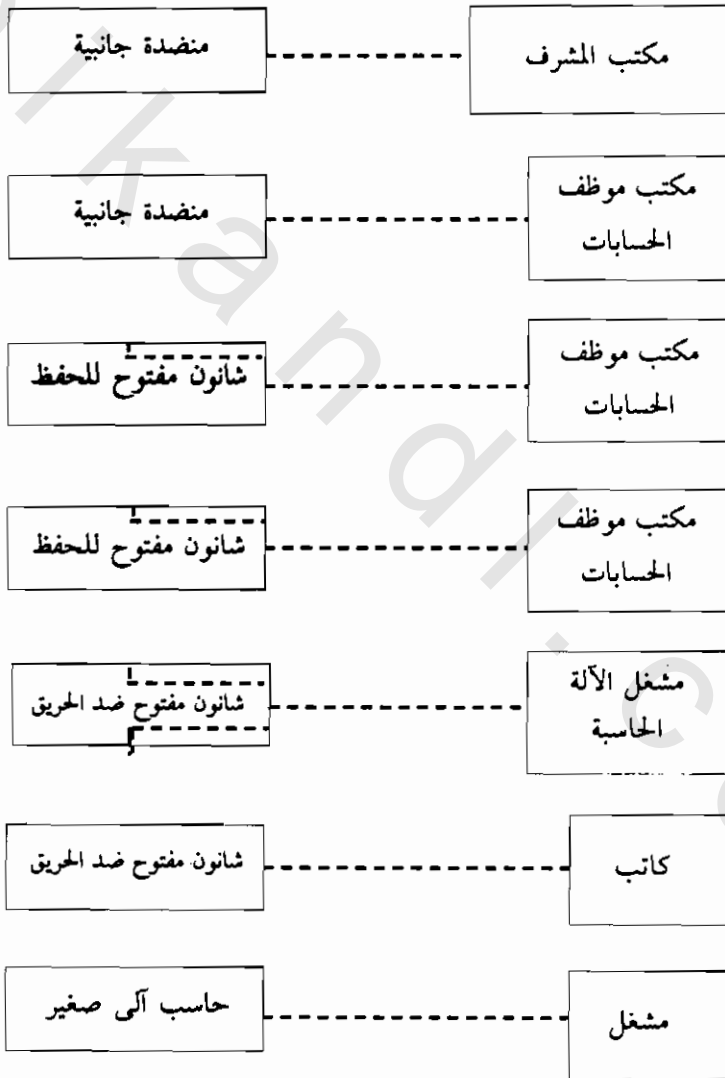 مكتب المشرف
منضدة جانبية
مكتب موظف
الحسابات
منضدة جانبية
مكتب موظف
الحسابات
شانون مفتوح للحفظ
مكتب موظف
الحسابات
شانون مفتوح للحفظ
مشغل الآلة
الحاسبة
شانون مفتوح ضد الحريق
كاتب
شانون مفتوح ضد الحريق
مشغل
حاسب آلى صغير
ikandl.c